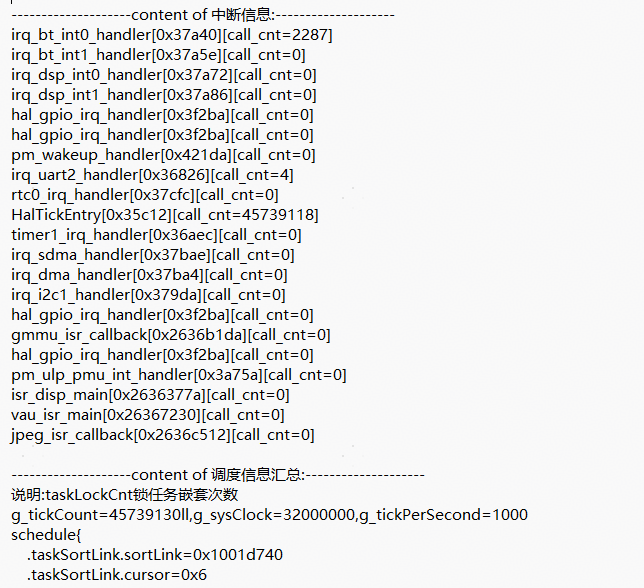 --------------------content of 中断信息:--------------------
irq_bt_int0_handler[0x37a40][call_cnt=2287]
irq_bt_int1_handler[0x37a5e][call_cnt=0]
irq_dsp_int0_handler[0x37a72][call_cnt=0]
irq_dsp_int1_handler[0x37a86][call_cnt=0]
hal_gpio_irq_handler[0x3f2ba][call_cnt=0]
hal_gpio_irq_handler[0x3f2ba][call_cnt=0]
pm_wakeup_handler[0x421da][call_cnt=0]
irq_uart2_handler[0x36826][call_cnt=4]
rtc0_irq_handler[0x37cfc][call_cnt=0]
HalTickEntry[0x35c12][call_cnt=45739118]
timer1_irq_handler[0x36aec][call_cnt=0]
irq_sdma_handler[0x37bae][call_cnt=0]
irq_dma_handler[0x37ba4][call_cnt=0]
irq_i2c1_handler[0x379da][call_cnt=0]
hal_gpio_irq_handler[0x3f2ba][call_cnt=0]
gmmu_isr_callback[0x2636b1da][call_cnt=0]
hal_gpio_irq_handler[0x3f2ba][call_cnt=0]
pm_ulp_pmu_int_handler[0x3a75a][call_cnt=0]
isr_disp_main[0x2636377a][call_cnt=0]
vau_isr_main[0x26367230][call_cnt=0]
jpeg_isr_callback[0x2636c512][call_cnt=0]
--------------------content of 调度信息汇总:--------------------
说明:taskLockCnt锁任务嵌套次数
g_tickCount=45739130ll,g_sysClock=32000000,g_tickPerSecond=1000
schedule{
.taskSortLink.sortLink=0x1001d740
.taskSortLink.cursor=0x6